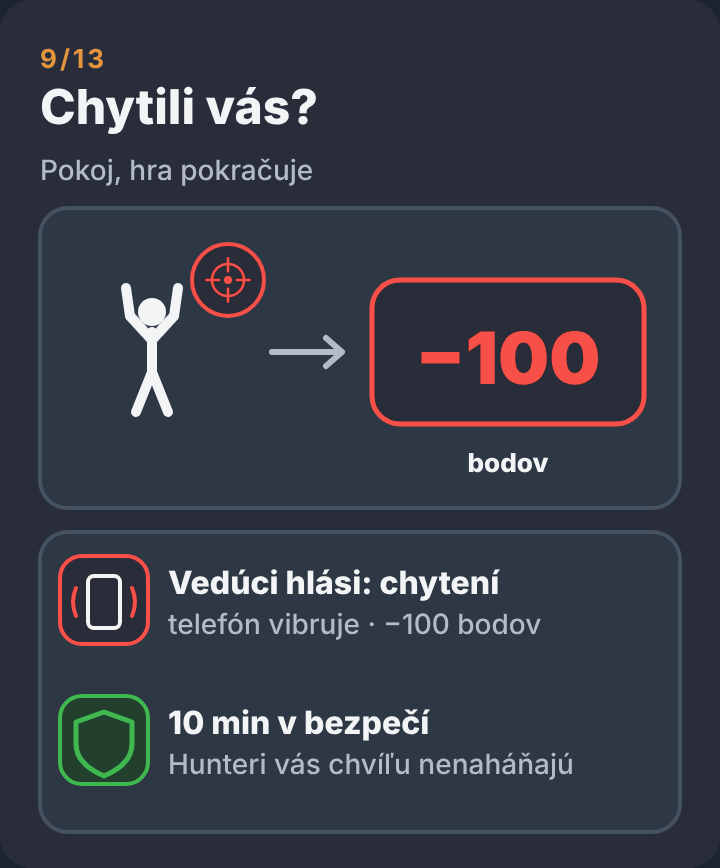 9/13
Chytili vás?
Pokoj, hra pokračuje
−100
bodov
Vedúci hlási: chytení
telefón vibruje · −100 bodov
10 min v bezpečí
Hunteri vás chvíľu nenaháňajú